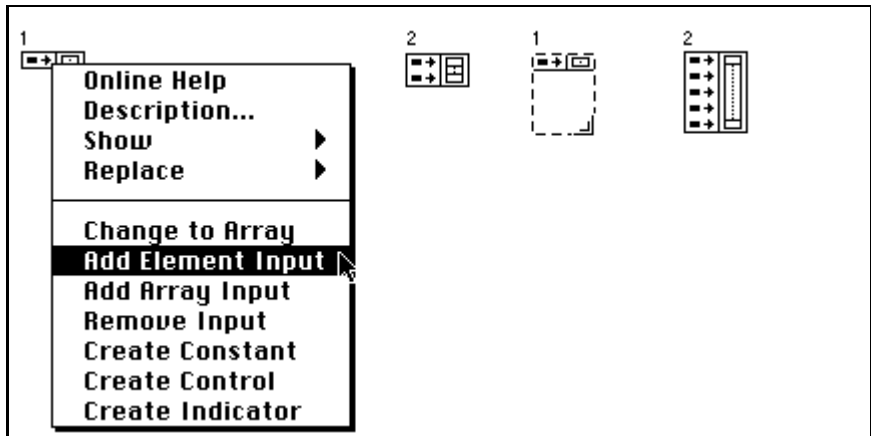 1
2
1
2
Online Help
Description...
Show
Replace
Change to Array
Add Element Input
Add Array Input
Remove Input
Create Constant
Create Control
Create Indicator